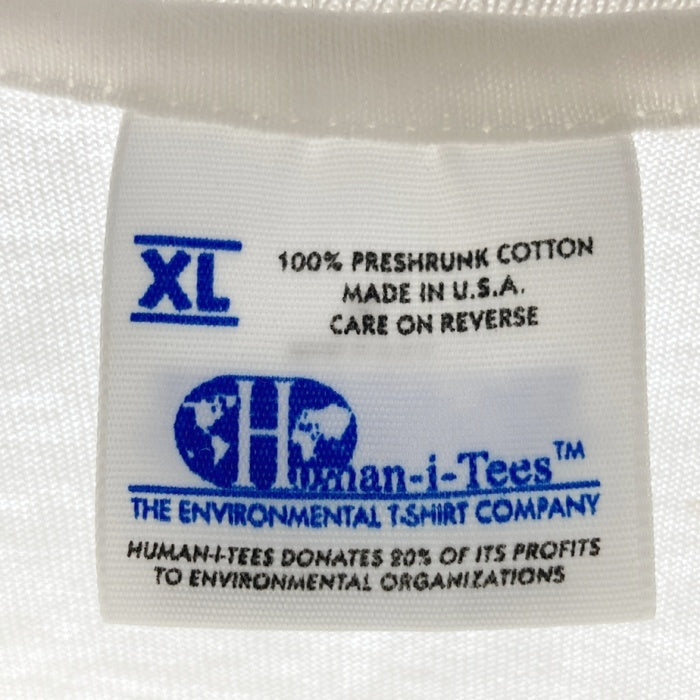 XL
100% PRESHRUNK COTTON
MADE IN U.S.A.
CARE ON REVERSE
Human-i-Tees™
THE ENVIRONMENTAL T-SHIRT COMPANY
HUMAN-I-TEES DONATES 20% OF ITS PROFITS
TO ENVIRONMENTAL ORGANIZATIONS